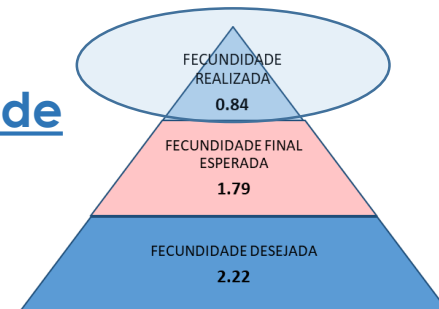 FECUNDIDADE
REALIZADA
0.84
de
FECUNDIDADE FINAL
ESPERADA
1.79
FECUNDIDADE DESEJADA
2.22